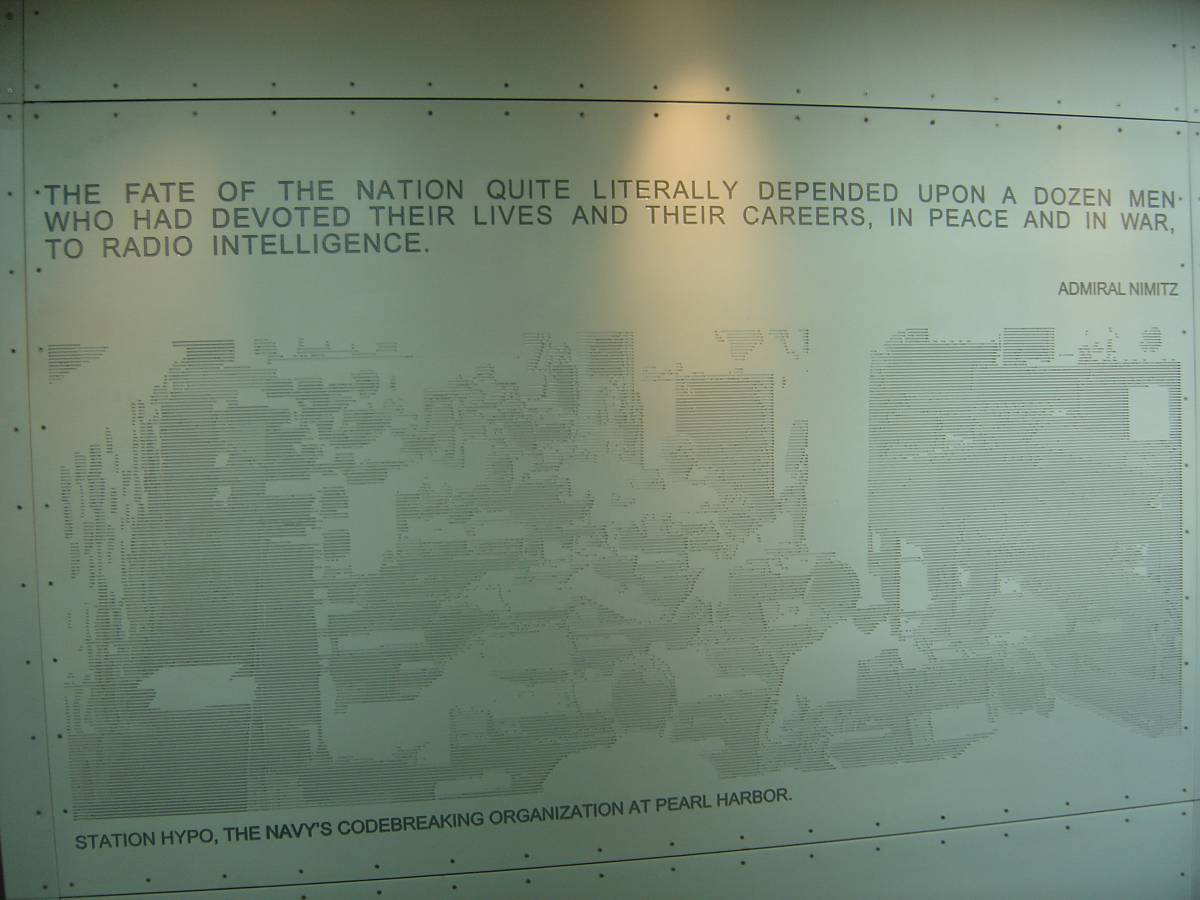 THE FATE OF THE NATION QUITE LITERALLY DEPENDED UPON A DOZEN MEN
WHO HAD DEVOTED THEIR LIVES AND THEIR CAREERS, IN PEACE AND IN WAR,
TO RADIO INTELLIGENCE.
ADMIRAL NIMITZ
STATION HYPO, THE NAVY'S CODEBREAKING ORGANIZATION AT PEARL HARBOR.